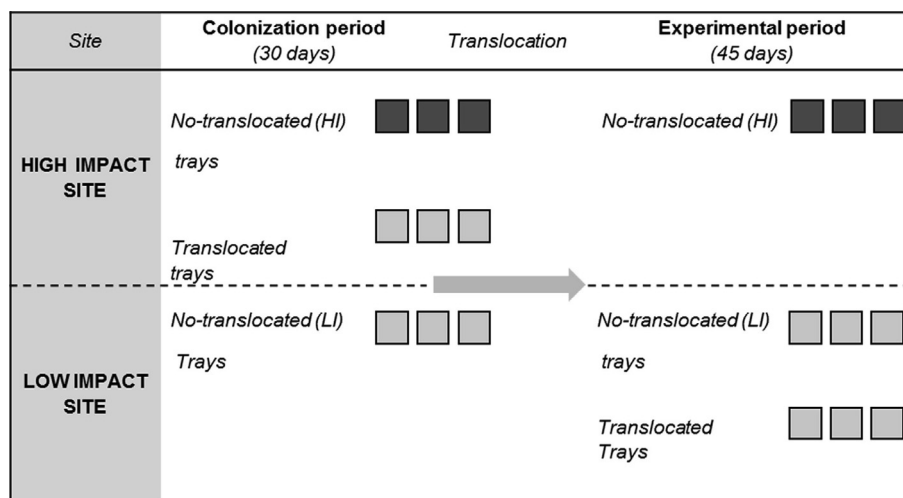 Site
Colonization period
(30 days)
Translocation
Experimental period
(45 days)
HIGH IMPACT
SITE
No-translocated (HI)
trays
No-translocated (HI)
Translocated
trays
LOW IMPACT
SITE
No-translocated (LI)
Trays
No-translocated (LI)
trays
Translocated
Trays